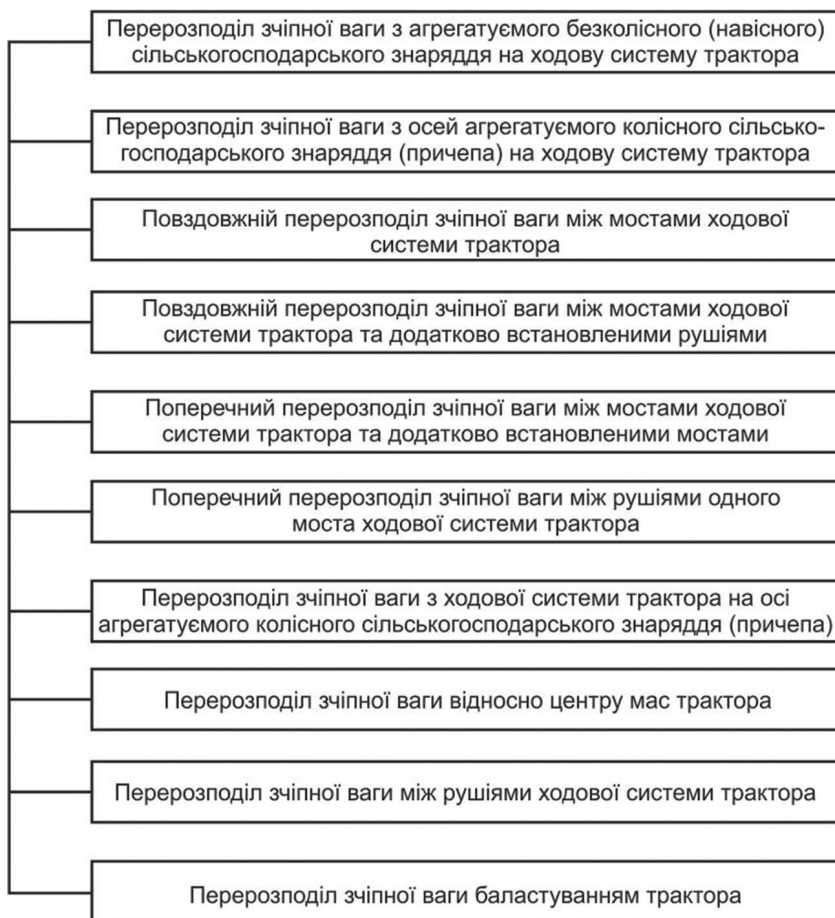 Перерозподіл зчіпної ваги з агрегатуємого безколісного (навісного)
сільськогосподарського знаряддя на ходову систему трактора
Перерозподіл зчіпної ваги з осей агрегатуємого колісного сільсько-
господарського знаряддя (причепа) на ходову систему трактора
Повздовжній перерозподіл зчіпної ваги між мостами ходової
системи трактора
Повздовжній перерозподіл зчіпної ваги між мостами ходової
системи трактора та додатково встановленими рушіями
Поперечний перерозподіл зчіпної ваги між мостами ходової
системи трактора та додатково встановленими мостами
Поперечний перерозподіл зчіпної ваги між рушіями одного
моста ходової системи трактора
Перерозподіл зчіпної ваги з ходової системи трактора на осі
агрегатуємого колісного сільськогосподарського знаряддя (причепа)
Перерозподіл зчіпної ваги відносно центру мас трактора
Перерозподіл зчіпної ваги між рушіями ходової системи трактора
Перерозподіл зчіпної ваги баластуванням трактора